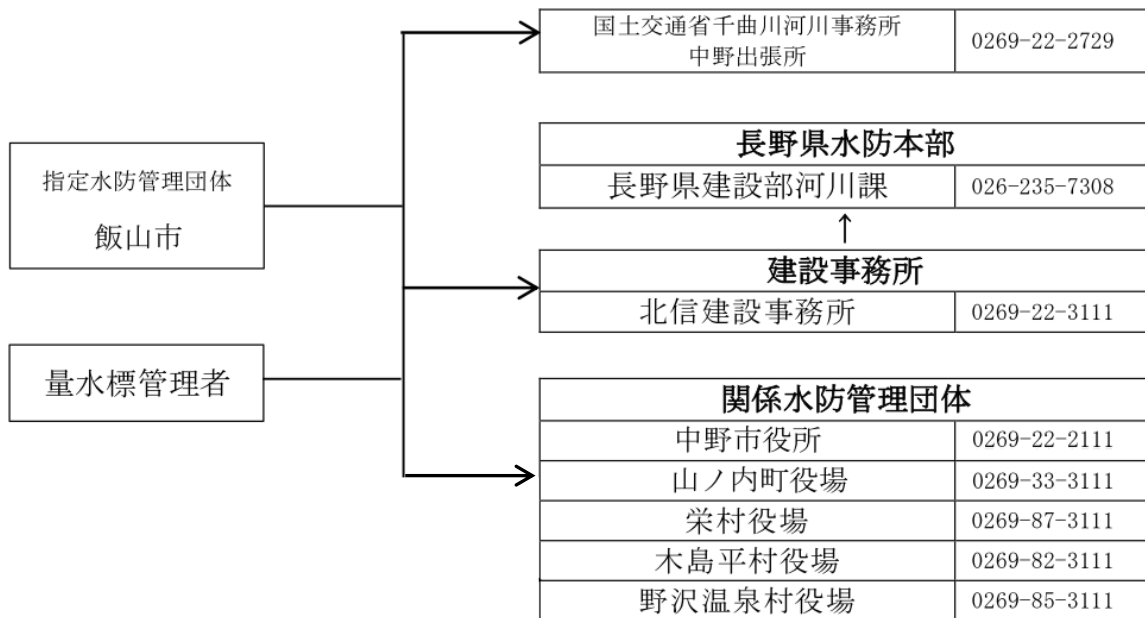 国土交通省千曲川河川事務所
中野出張所
0269-22-2729
指定水防管理団体
飯山市
量水標管理者
長野県水防本部
長野県建設部河川課 026-235-7308
↑
建設事務所
北信建設事務所 0269-22-3111
関係水防管理団体
中野市役所 0269-22-2111
山ノ内町役場 0269-33-3111
栄村役場 0269-87-3111
木島平村役場 0269-82-3111
野沢温泉村役場 0269-85-3111